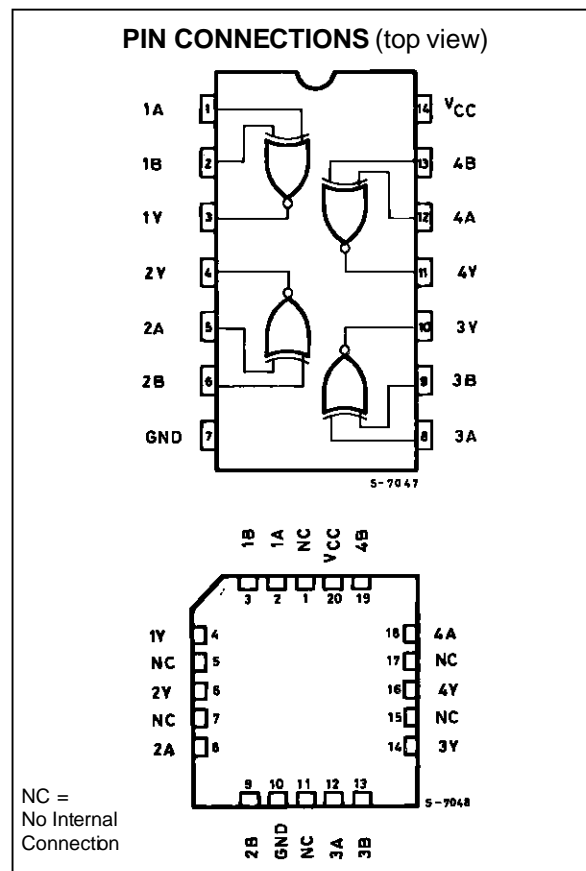 PIN CONNECTIONS (top view)
1A 1 14 VCC
1B 2 13 4B
12 4A
1Y 3
2Y 4 11 4Y
2A 5 10 3Y
2B 6 9 3B
GND 7 8 3A
S-7047
1B 1A NC VCC 4B
3 2 1 20 19
1Y 4 18 4A
NC 5 17 NC
2Y 6 16 4Y
NC 7 15 NC
2A 8 14 3Y
9 10 11 12 13
NC =
No Internal
Connection
S-7048
2B GND NC 3A 3B